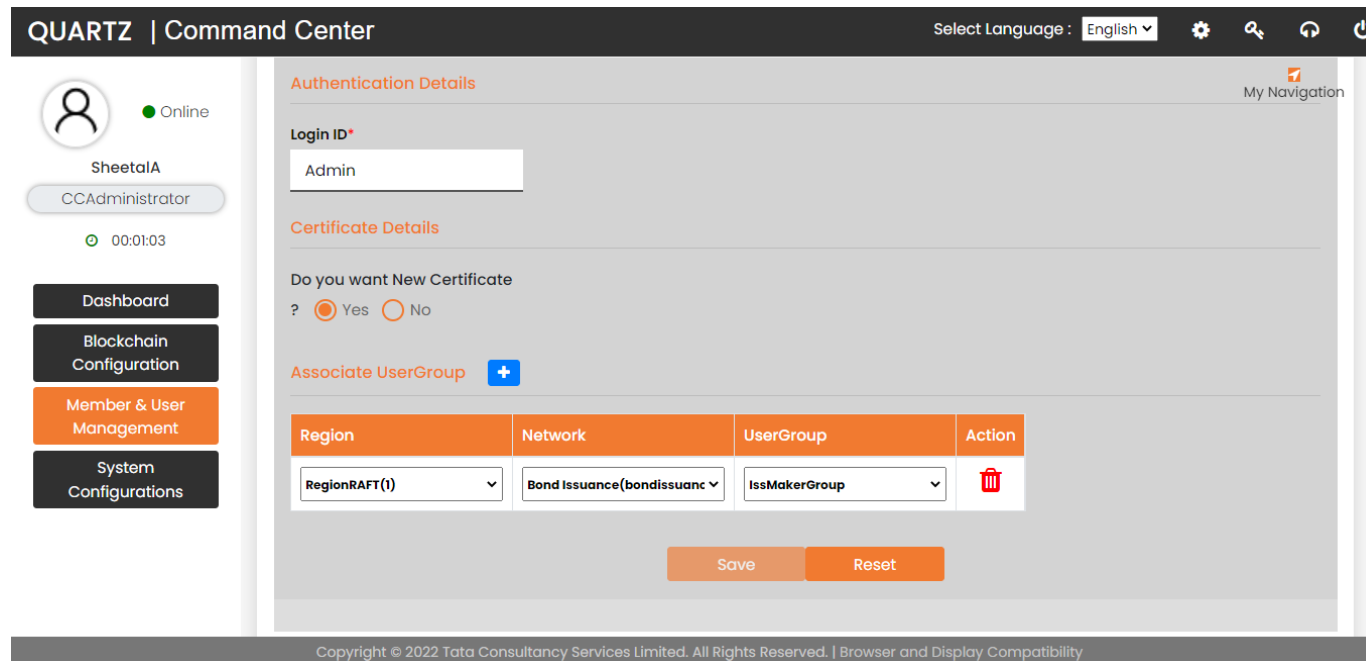 QUARTZ | Command Center
Select Language : English
My Navigation
Online
SheetalA
CCAdministrator
00:01:03
Dashboard
Blockchain
Configuration
Member & User
Management
System
Configurations
Authentication Details
Login ID*
Admin
Certificate Details
Do you want New Certificate
? Yes No
Associate UserGroup +
Region Network UserGroup Action
RegionRAFT(1) Bond Issuance(bondissuanc IssMakerGroup
Save Reset
Copyright © 2022 Tata Consultancy Services Limited. All Rights Reserved. | Browser and Display Compatibility